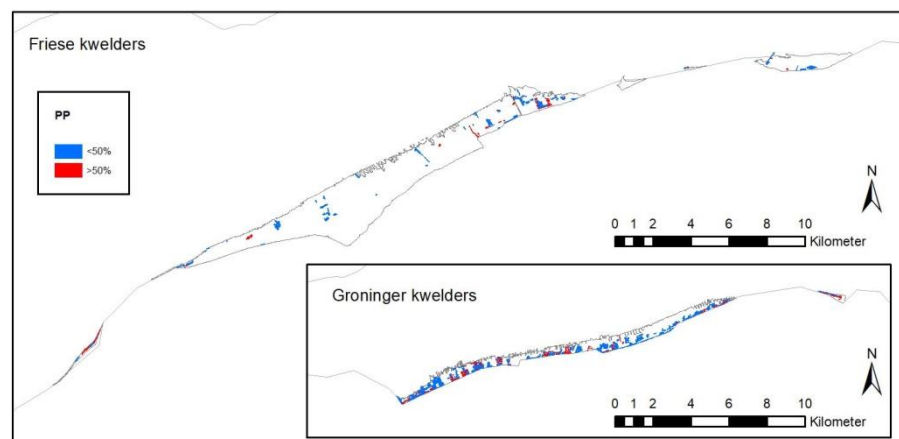 Friese kwelders
PP
<50%
>50%
N
0 1 2 4 6 8 10
Kilometer
Groninger kwelders
N
0 1 2 4 6 8 10
Kilometer